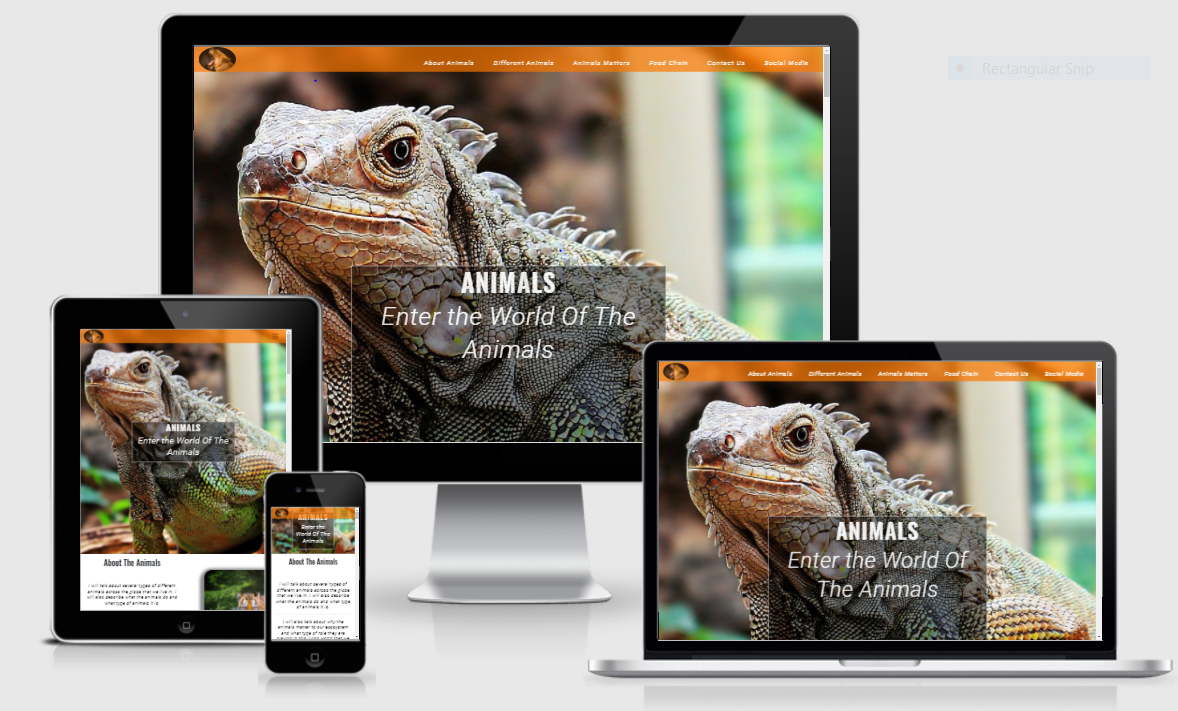 Rectangular Snip
About Animals Different Animals Animals Matters Food Chain Contact Us Social Media
ANIMALS
Enter the World Of The
Animals
ANIMALS
Enter the World Of The
Animals
About The Animals
I will talk about several types of different
animals across the globe that we live in. I
will also describe what the animals do and
what type of animals it is.
ANIMALS
Enter the
World Of The
Animals
About The Animals
I will talk about several types of
different animals across the globe
that we live in. I will also describe
what the animals do and what type
of animals it is.
I will also talk about why the
animals matter to our ecosystem
and what type of role they are
About Animals Different Animals Animals Matters Food Chain Contact Us Social Media
ANIMALS
Enter the World Of
The Animals